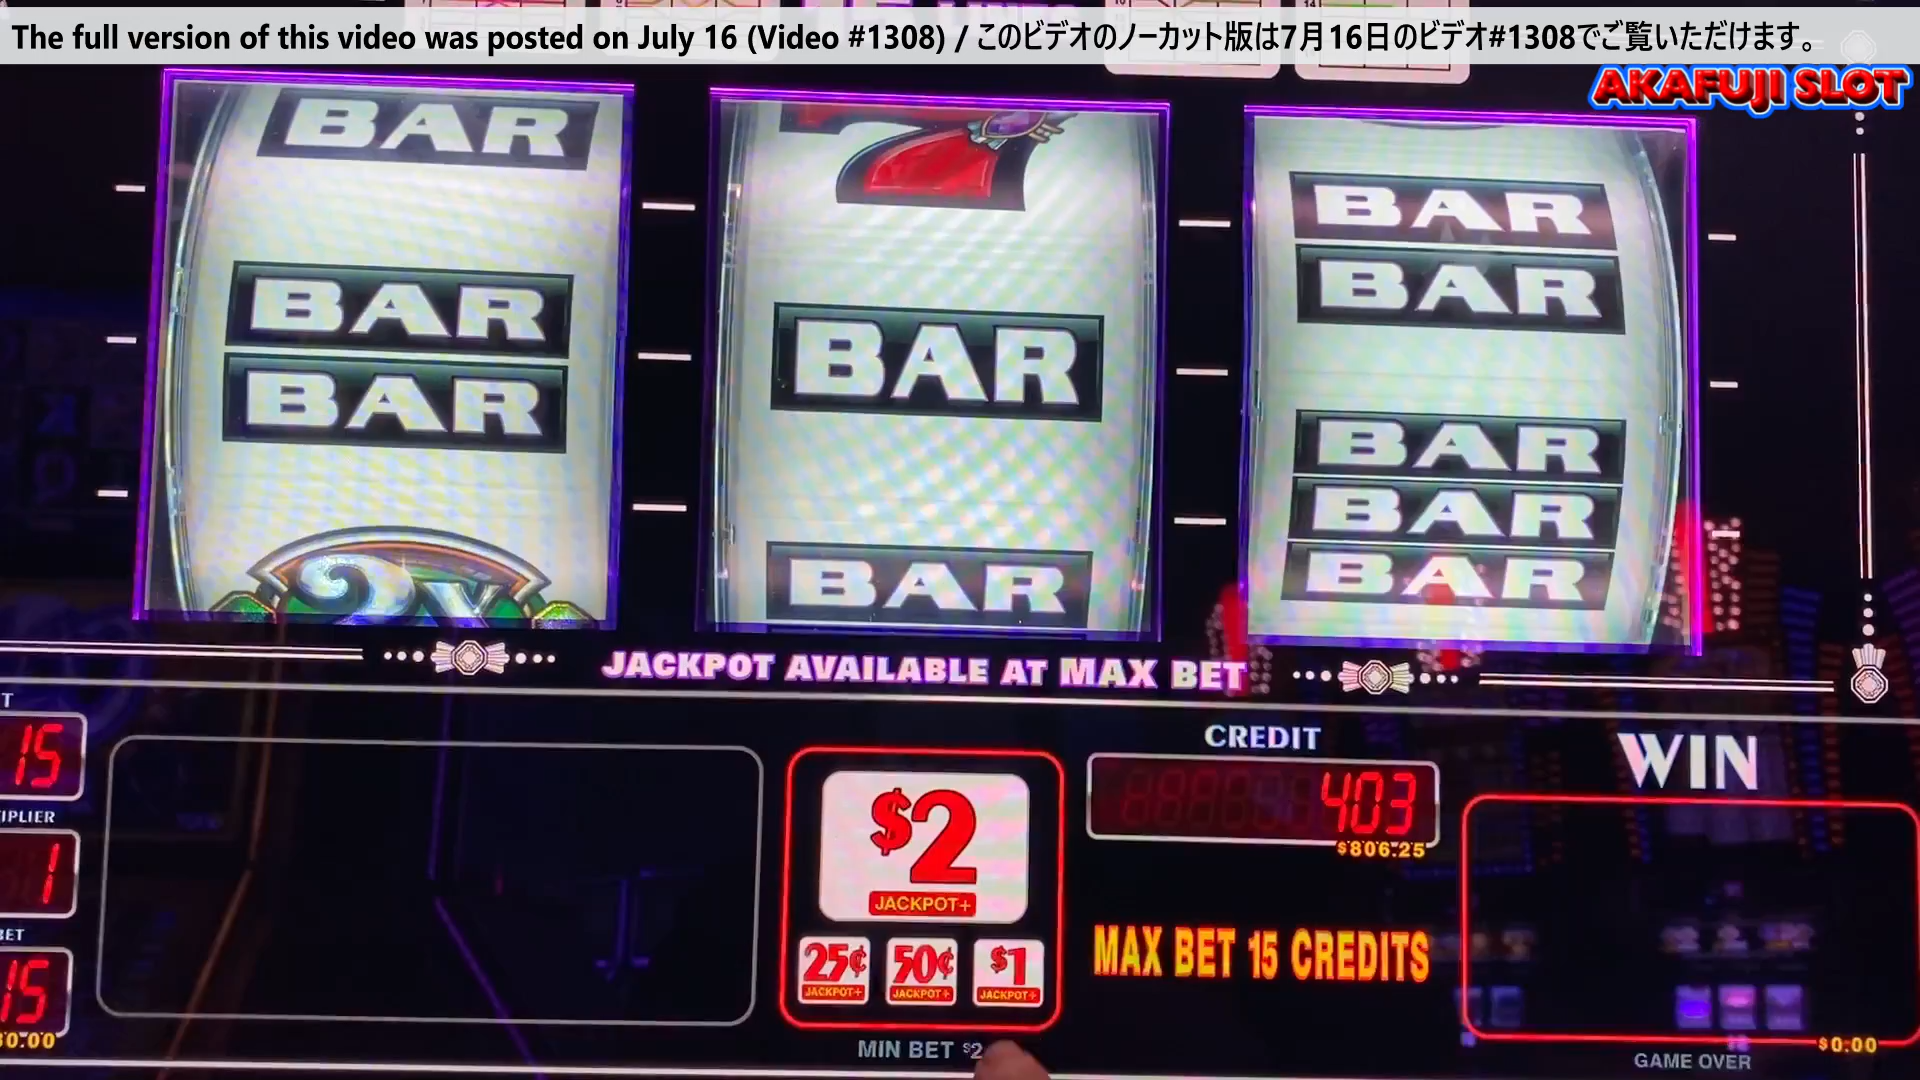 The full version of this video was posted on July 16 (Video #1308) / このビデオのノーカット版は7月16日のビデオ#1308でご覧いただけます。
AKAFUJI SLOT
BAR
7
BAR
BAR
BAR
BAR
BAR
2X
BAR
BAR
BAR
BAR
BAR
JACKPOT AVAILABLE AT MAX BET
15
1
15
$2
JACKPOT+
25¢
JACKPOT+
50¢
JACKPOT+
$1
JACKPOT+
MIN BET $2
CREDIT
403
$806.25
MAX BET 15 CREDITS
WIN
$0.00
GAME OVER